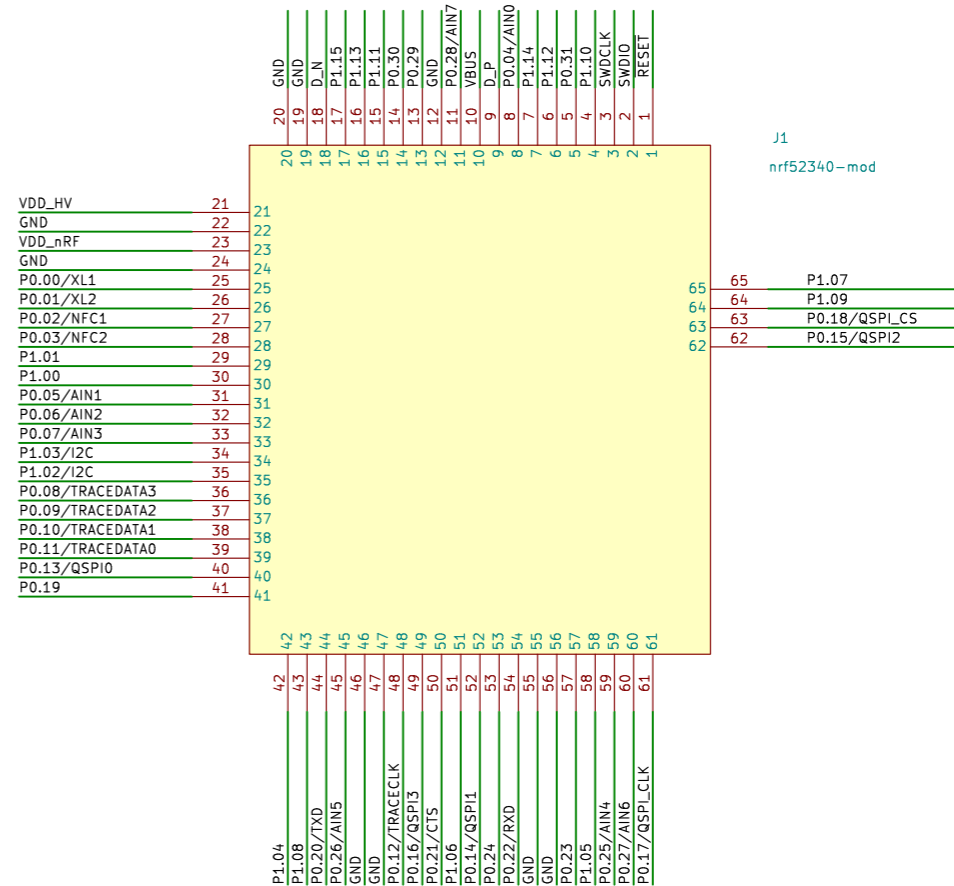 GND
GND
D_N
P1.15
P1.13
P1.11
P0.30
P0.29
GND
P0.28/AIN7
VBUS
D_P
P0.04/AIN0
P1.14
P1.12
P0.31
P1.10
SWDCLK
SWDIO
RESET
20 19 18 17 16 15 14 13 12 11 10 9 8 7 6 5 4 3 2 1
20 19 18 17 16 15 14 13 12 11 10 9 8 7 6 5 4 3 2 1
J1
nrf52340-mod
VDD_HV 21 21
GND 22 22
VDD_nRF 23 23
GND 24 24
P0.00/XL1 25 25
P0.01/XL2 26 26
P0.02/NFC1 27 27
P0.03/NFC2 28 28
P1.01 29 29
P1.00 30 30
P0.05/AIN1 31 31
P0.06/AIN2 32 32
P0.07/AIN3 33 33
P1.03/I2C 34 34
P1.02/I2C 35 35
P0.08/TRACEDATA3 36 36
P0.09/TRACEDATA2 37 37
P0.10/TRACEDATA1 38 38
P0.11/TRACEDATA0 39 39
P0.13/QSPI0 40 40
P0.19 41 41
65 65 P1.07
64 64 P1.09
63 63 P0.18/QSPI_CS
62 62 P0.15/QSPI2
42 43 44 45 46 47 48 49 50 51 52 53 54 55 56 57 58 59 60 61
42 43 44 45 46 47 48 49 50 51 52 53 54 55 56 57 58 59 60 61
P1.04
P1.08
P0.20/TXD
P0.26/AIN5
GND
GND
P0.12/TRACECLK
P0.16/QSPI3
P0.21/CTS
P1.06
P0.14/QSPI1
P0.24
P0.22/RXD
GND
GND
P0.23
P1.05
P0.25/AIN4
P0.27/AIN6
P0.17/QSPI_CLK